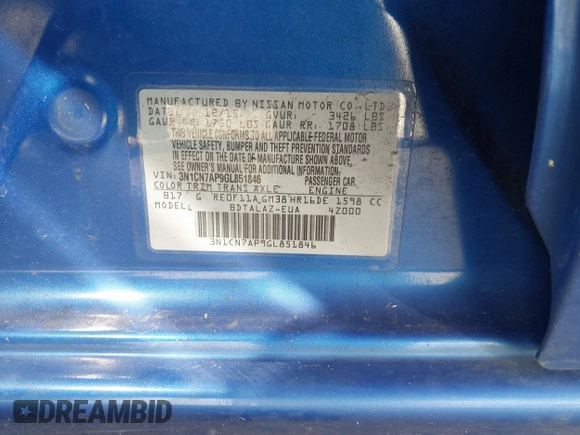 MANUFACTURED BY NISSAN MOTOR CO.,LTD
DATE: 12/15 GVWR: 3426 LBS
GAWR FR: 1756 LBS GAWR RR: 1708 LBS
THIS VEHICLE CONFORMS TO ALL APPLICABLE FEDERAL MOTOR
VEHICLE SAFETY, BUMPER AND THEFT PREVENTION STANDARDS
IN EFFECT ON THE DATE OF MANUFACTURE SHOWN ABOVE.
SEE OWNER'S MANUAL FOR ADDITIONAL INFORMATION.
VIN: 3N1CN7AP9GL851846 PASSENGER CAR
COLOR TRIM TRANS AXLE ENGINE
B17 G RE0F11A GM38 HR16DE 1598 CC
MODEL: BDTALAZ-EUA 4Z000
3N1CN7AP9GL851846
DREAMBID